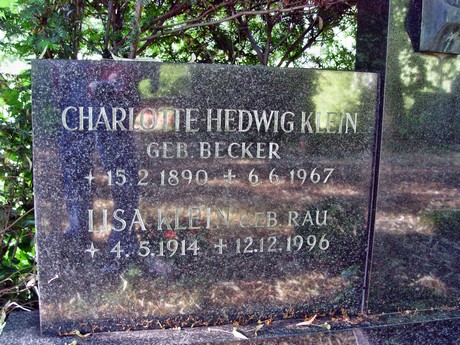 CHARLOTTE HEDWIG KLEIN
GEB. BECKER
+ 15.2.1890 + 6.6.1967
LISA KLEIN GEB. RAU
+ 4.5.1914 + 12.12.1996